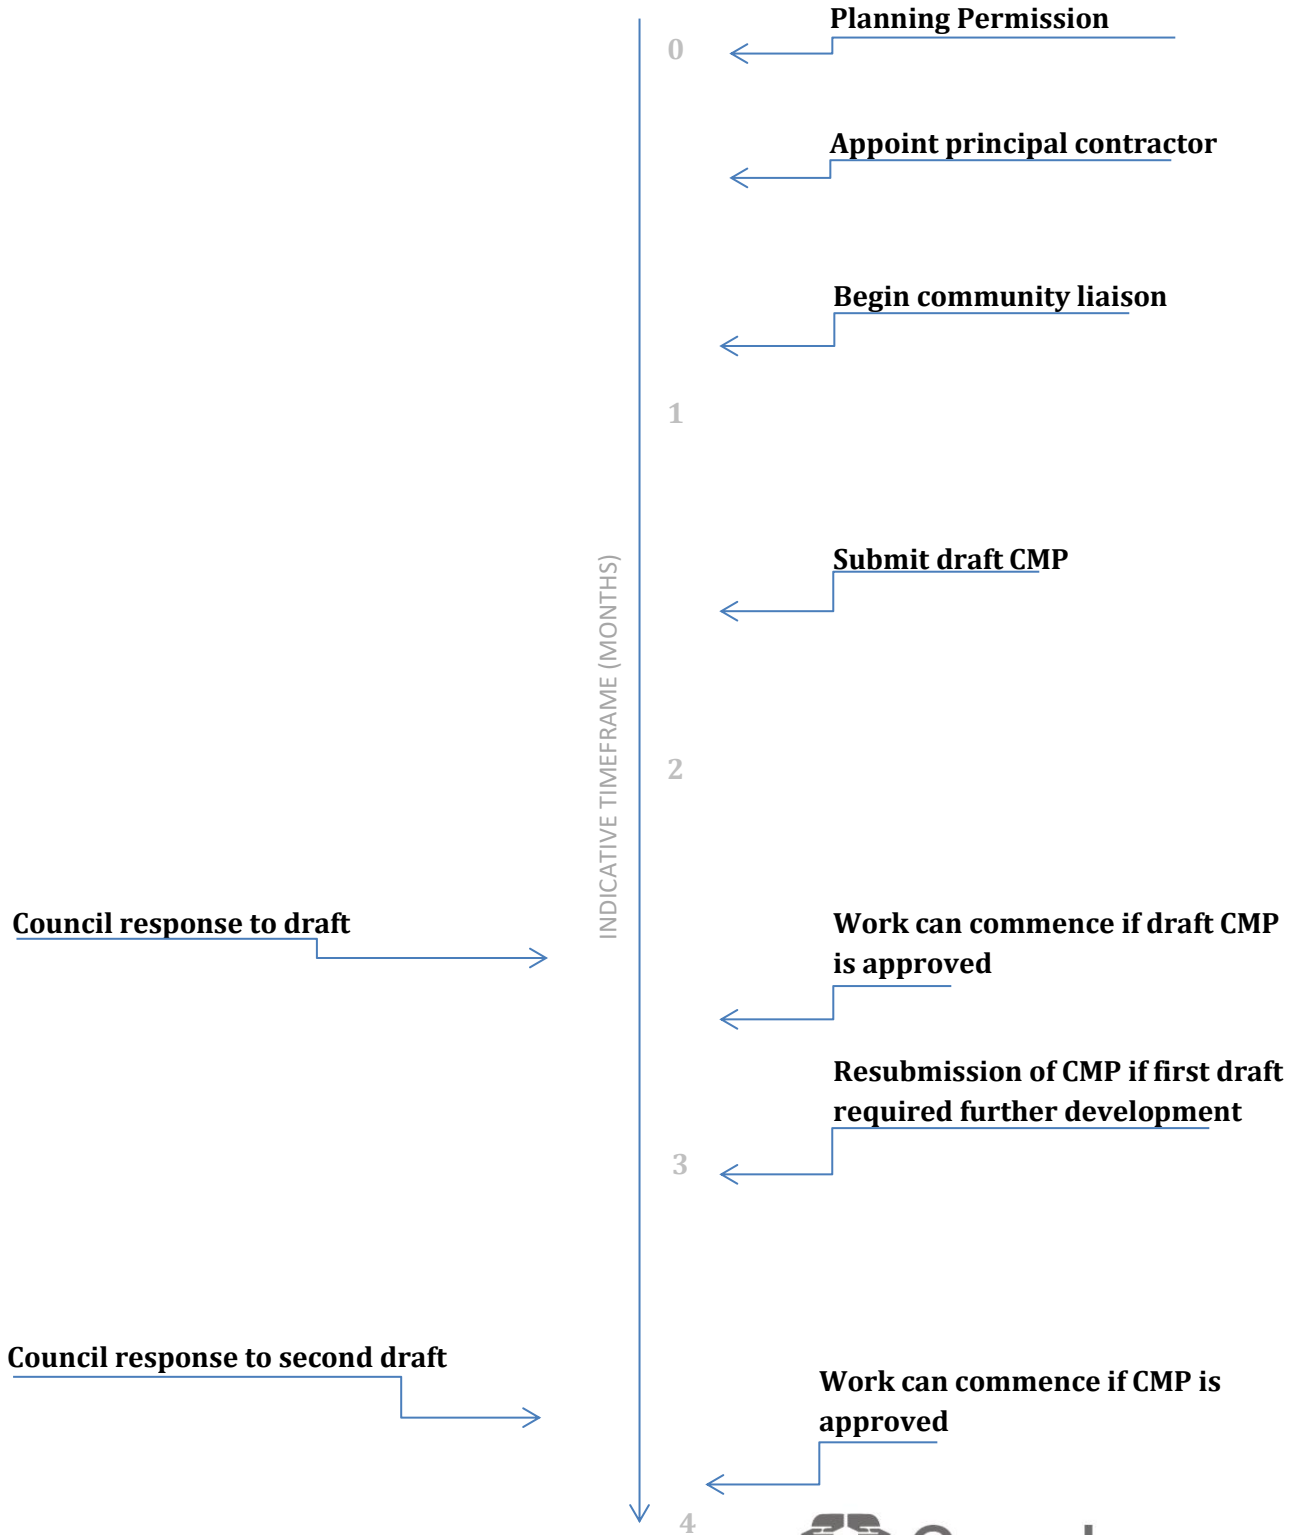 Planning Permission
0
Appoint principal contractor
Begin community liaison
1
Submit draft CMP
INDICATIVE TIMEFRAME (MONTHS)
2
Council response to draft
Work can commence if draft CMP
is approved
Resubmission of CMP if first draft
required further development
3
Council response to second draft
Work can commence if CMP is
approved
4